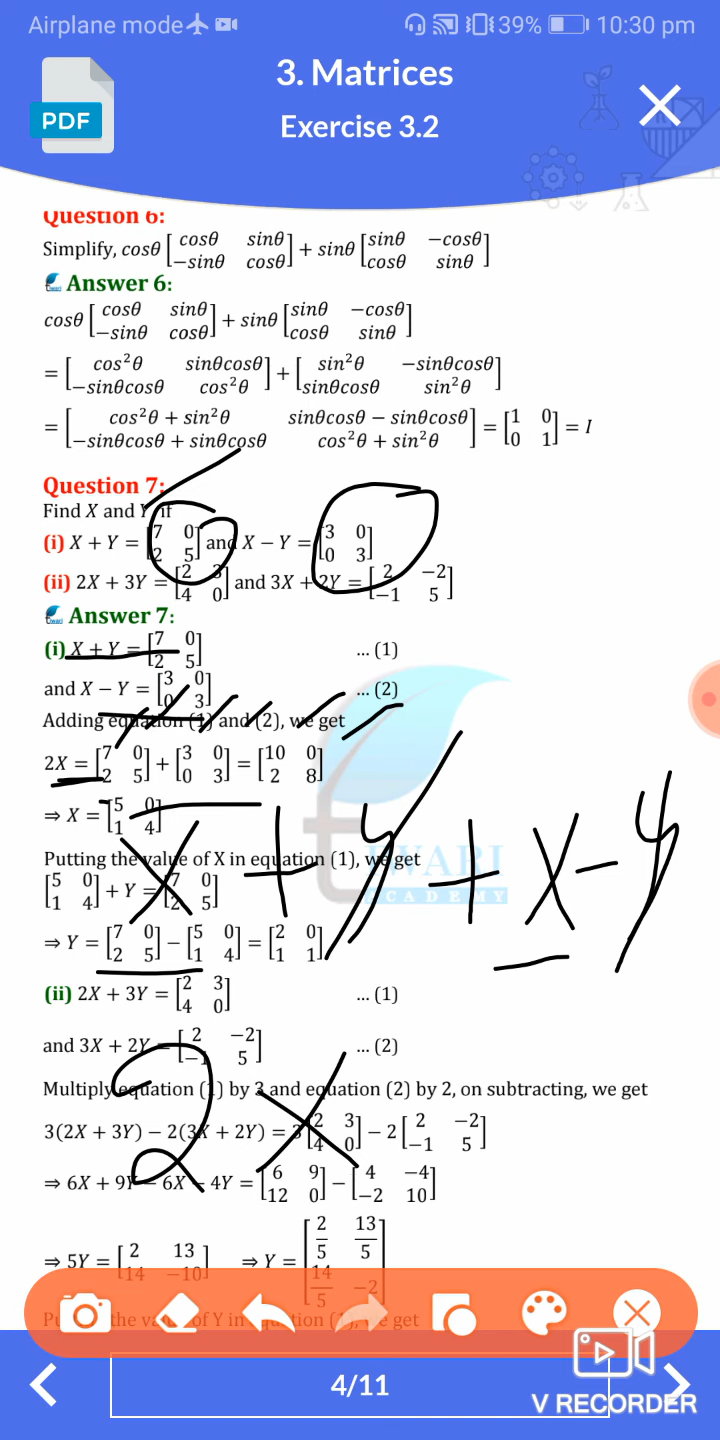 Airplane mode 39% 10:30 pm
PDF
3. Matrices
Exercise 3.2
Question 6:
Simplify, cosθ [cosθ sinθ
−sinθ cosθ] + sinθ [sinθ −cosθ
cosθ sinθ]
Answer 6:
cosθ [cosθ sinθ
−sinθ cosθ] + sinθ [sinθ −cosθ
cosθ sinθ]
= [cos²θ sinθcosθ
−sinθcosθ cos²θ] + [sin²θ −sinθcosθ
sinθcosθ sin²θ]
= [cos²θ + sin²θ sinθcosθ − sinθcosθ
−sinθcosθ + sinθcosθ cos²θ + sin²θ] = [1 0
0 1] = I
Question 7:
Find X and Y, if
(i) X + Y = [7 0
2 5] and X − Y = [3 0
0 3]
(ii) 2X + 3Y = [2 3
4 0] and 3X + 2Y = [2 −2
−1 5]
Answer 7:
(i) X + Y = [7 0
2 5] ... (1)
and X − Y = [3 0
0 3] ... (2)
Adding equation (1) and (2), we get
2X = [7 0
2 5] + [3 0
0 3] = [10 0
2 8]
⇒ X = [5 0
1 4]
Putting the value of X in equation (1), we get
[5 0
1 4] + Y = [7 0
2 5]
⇒ Y = [7 0
2 5] − [5 0
1 4] = [2 0
1 1]
x + y + x − y
TIWARI
ACADEMY
(ii) 2X + 3Y = [2 3
4 0] ... (1)
and 3X + 2Y = [2 −2
−1 5] ... (2)
2x
Multiply equation (1) by 3 and equation (2) by 2, on subtracting, we get
3(2X + 3Y) − 2(3X + 2Y) = 3[2 3
4 0] − 2[2 −2
−1 5]
⇒ 6X + 9Y − 6X − 4Y = [6 9
12 0] − [4 −4
−2 10]
⇒ 5Y = [2 13
14 −10] ⇒ Y = [2/5 13/5
14/5 −2]
Putting the value of Y in equation (1), we get
4/11
V RECORDER